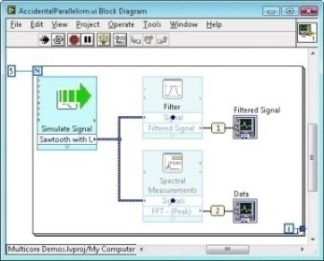 AccidentalParallelism.vi Block Diagram
File Edit View Project Operate Tools Window Help
5
N
Filter
Filtered Signal
Simulate Signal
Signal
Sawtooth with L
Filtered Signal
1
Spectral
Measurements
Data
Signals
FFT - (Peak)
2
i
Multicore Demos.lvproj/My Computer